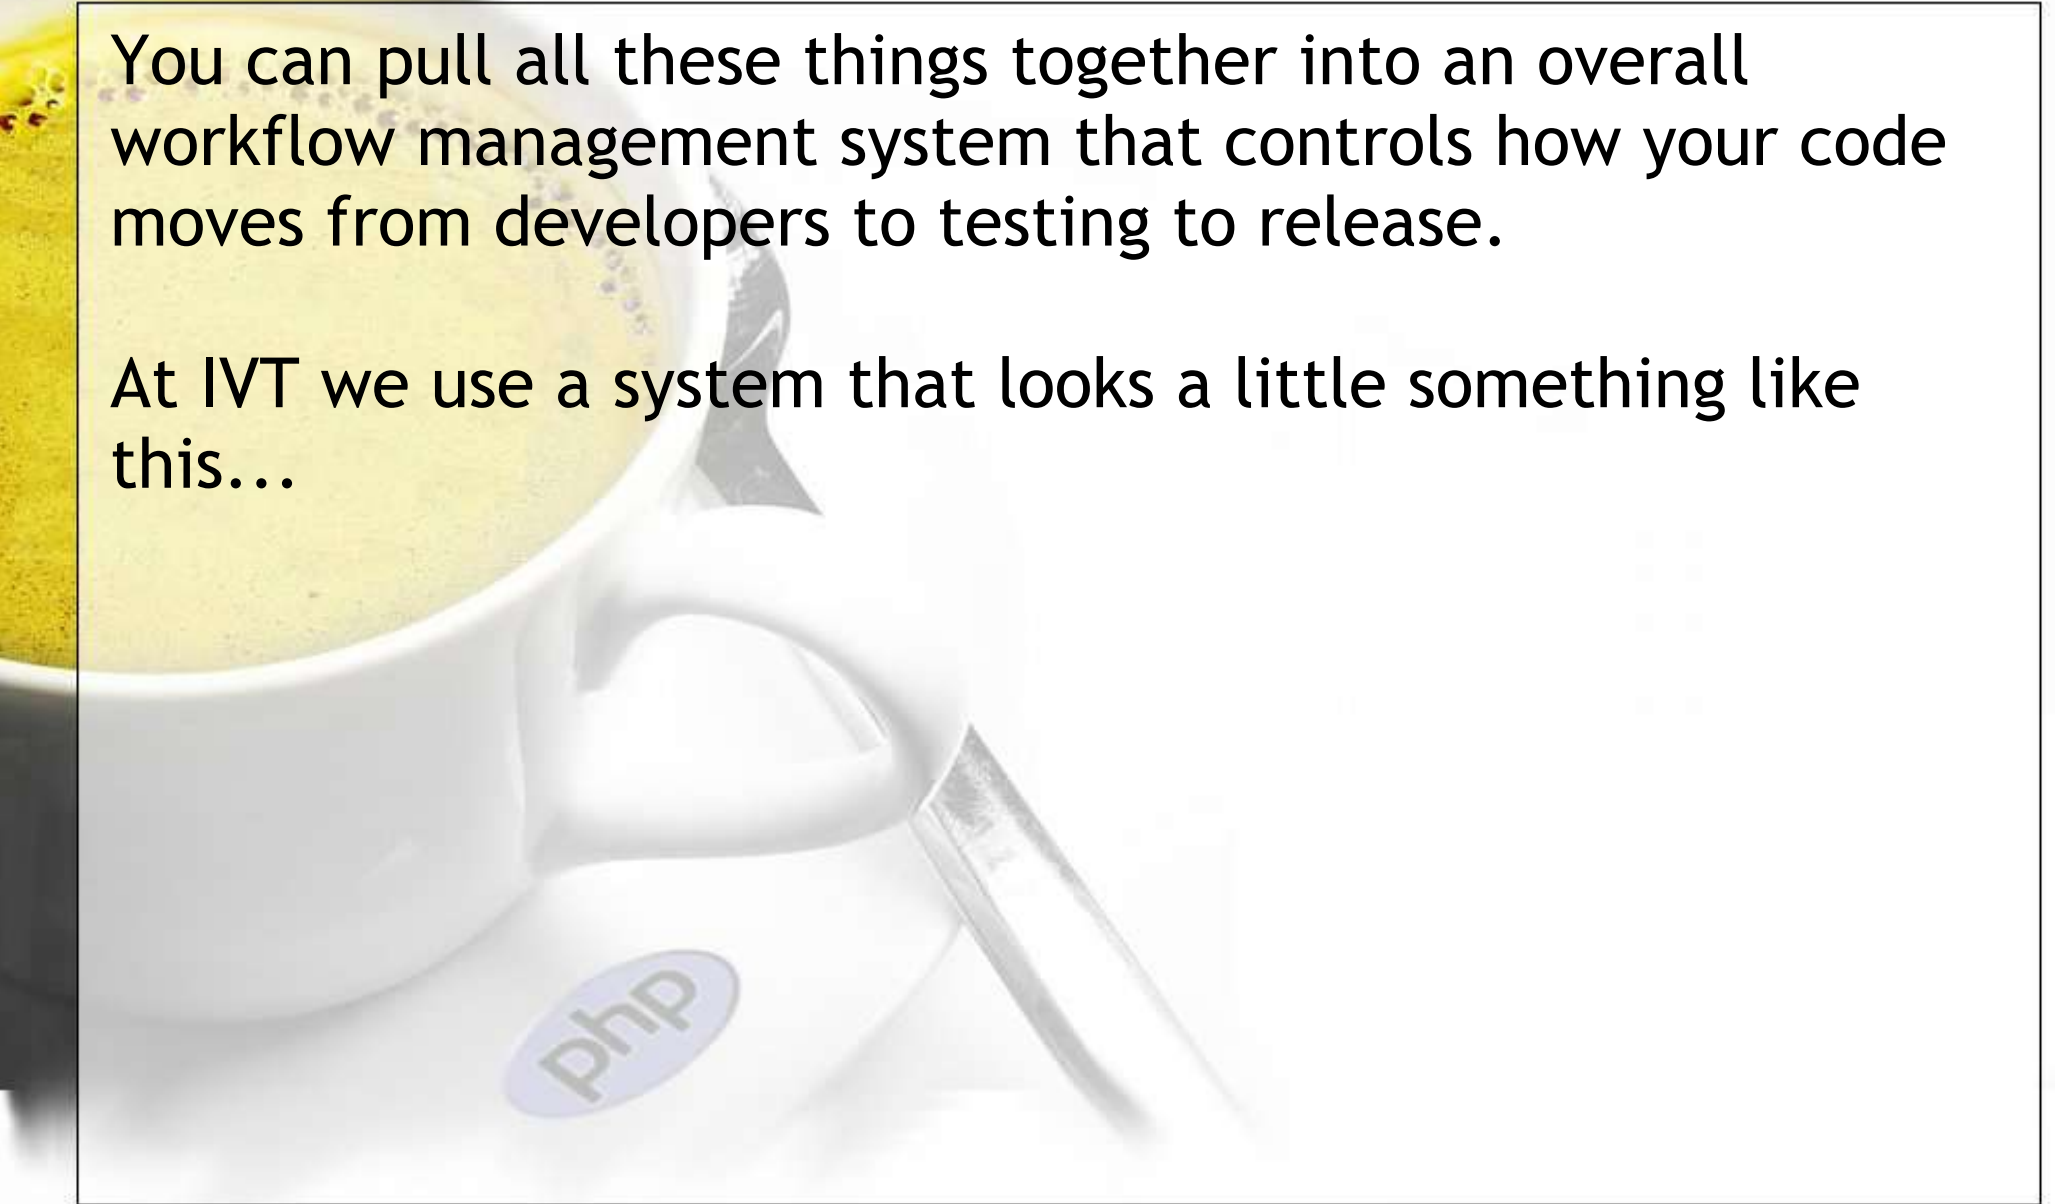 You can pull all these things together into an overall
workflow management system that controls how your code
moves from developers to testing to release.
At IVT we use a system that looks a little something like
this...
php